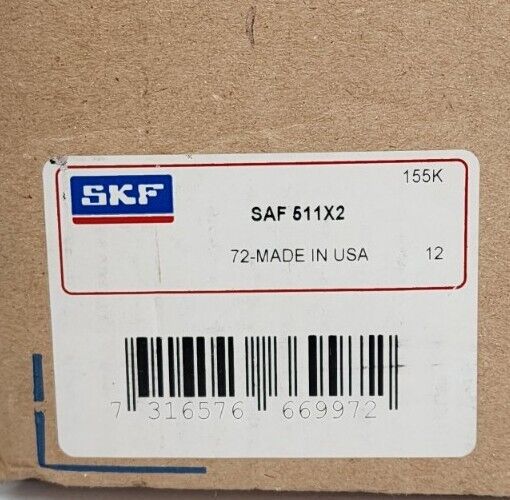 155K
SKF
SAF 511X2
72-MADE IN USA 12
7 316576 669972